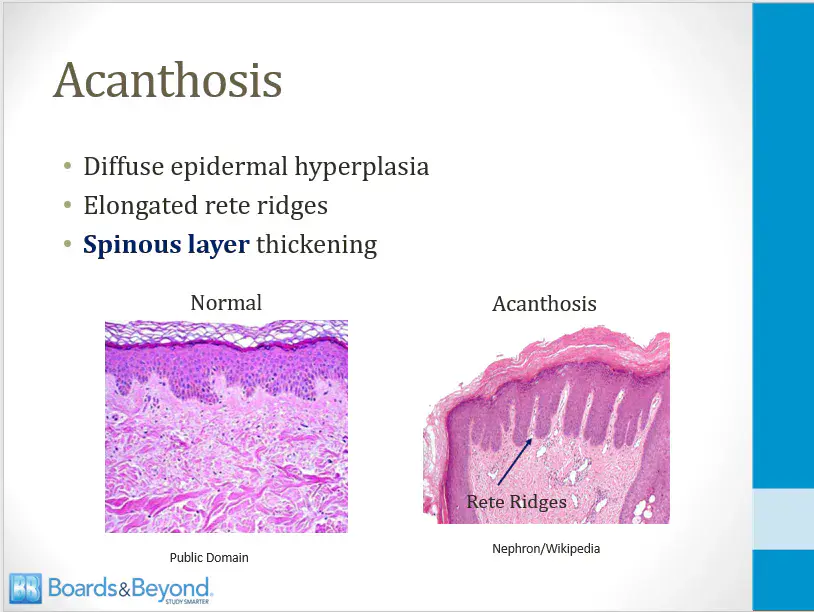 Acanthosis
• Diffuse epidermal hyperplasia
• Elongated rete ridges
• Spinous layer thickening
Normal
Acanthosis
Rete Ridges
Public Domain
Nephron/Wikipedia
BB Boards&Beyond.
STUDY SMARTER